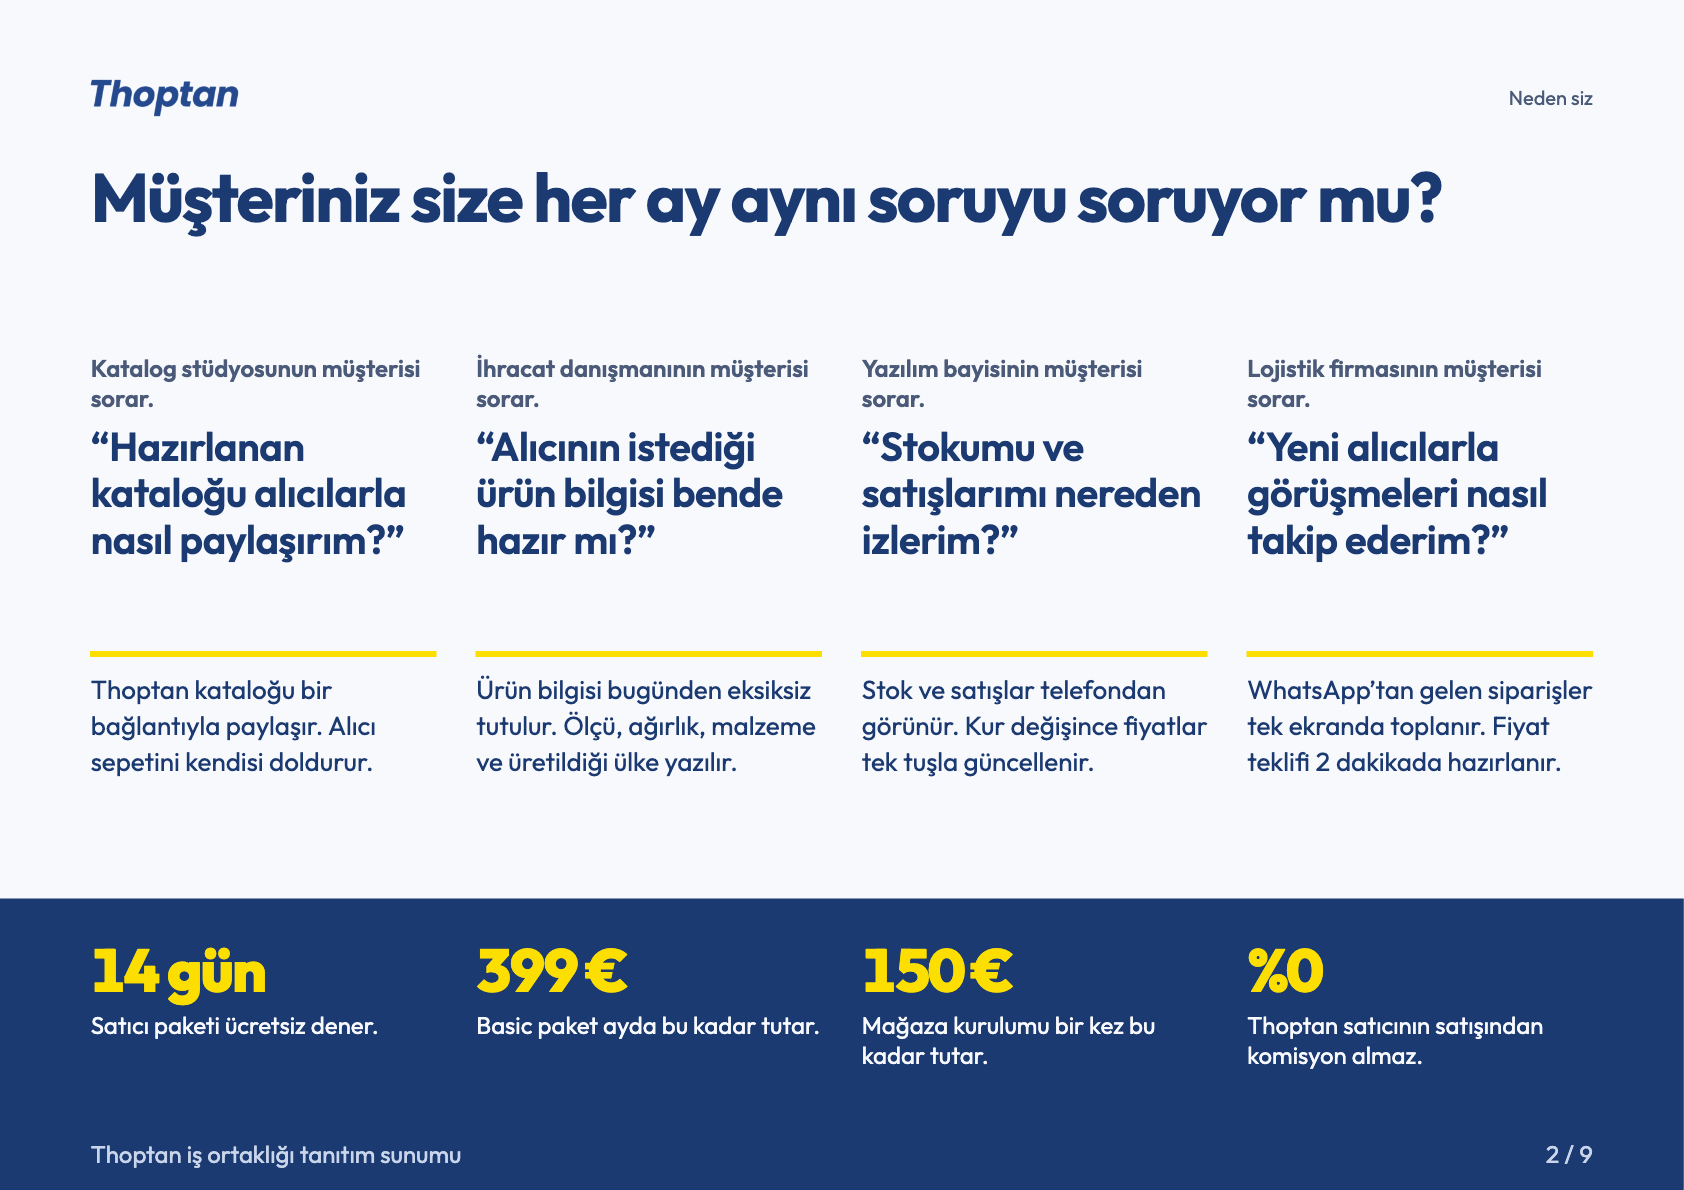 Thoptan
Neden siz
Müşteriniz size her ay aynı soruyu soruyor mu?
Katalog stüdyosunun müşterisi
sorar.
“Hazırlanan
kataloğu alıcılarla
nasıl paylaşırım?”
Thoptan kataloğu bir
bağlantıyla paylaşır. Alıcı
sepetini kendisi doldurur.
İhracat danışmanının müşterisi
sorar.
“Alıcının istediği
ürün bilgisi bende
hazır mı?”
Ürün bilgisi bugünden eksiksiz
tutulur. Ölçü, ağırlık, malzeme
ve üretildiği ülke yazılır.
Yazılım bayisinin müşterisi
sorar.
“Stokumu ve
satışlarımı nereden
izlerim?”
Stok ve satışlar telefondan
görünür. Kur değişince fiyatlar
tek tuşla güncellenir.
Lojistik firmasının müşterisi
sorar.
“Yeni alıcılarla
görüşmeleri nasıl
takip ederim?”
WhatsApp’tan gelen siparişler
tek ekranda toplanır. Fiyat
teklifi 2 dakikada hazırlanır.
14 gün
Satıcı paketi ücretsiz dener.
399 €
Basic paket ayda bu kadar tutar.
150 €
Mağaza kurulumu bir kez bu
kadar tutar.
%0
Thoptan satıcının satışından
komisyon almaz.
Thoptan iş ortaklığı tanıtım sunumu
2 / 9